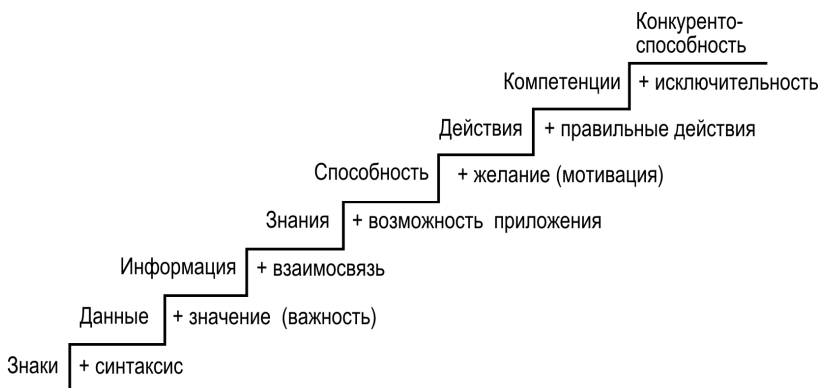 Конкуренто-
способность
Компетенции + исключительность
Действия + правильные действия
Способность + желание (мотивация)
Знания + возможность приложения
Информация + взаимосвязь
Данные + значение (важность)
Знаки + синтаксис